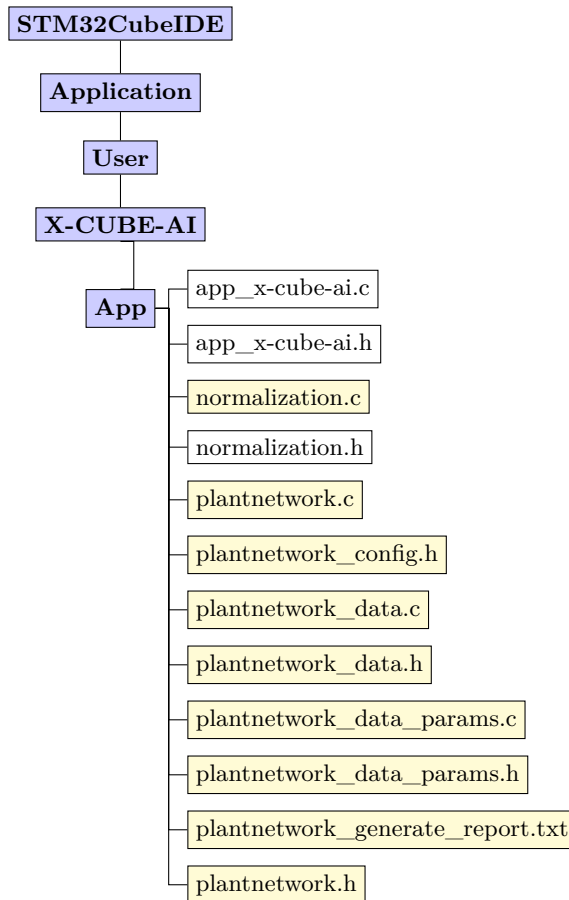 STM32CubeIDE
Application
User
X-CUBE-AI
App
app_x-cube-ai.c
app_x-cube-ai.h
normalization.c
normalization.h
plantnetwork.c
plantnetwork_config.h
plantnetwork_data.c
plantnetwork_data.h
plantnetwork_data_params.c
plantnetwork_data_params.h
plantnetwork_generate_report.txt
plantnetwork.h